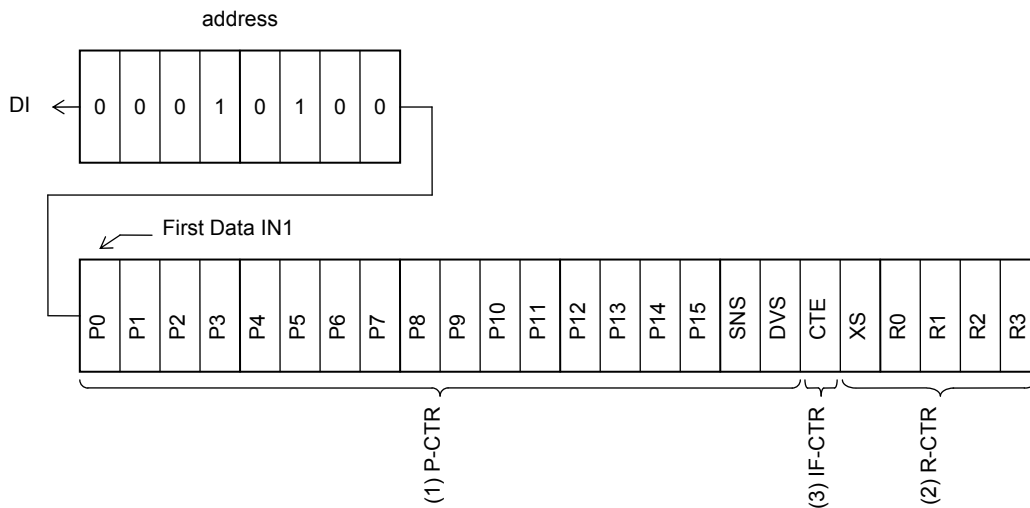 address
DI 0 0 0 1 0 1 0 0
First Data IN1
P0 P1 P2 P3 P4 P5 P6 P7 P8 P9 P10 P11 P12 P13 P14 P15 SNS DVS CTE XS R0 R1 R2 R3
(1) P-CTR (3) IF-CTR (2) R-CTR